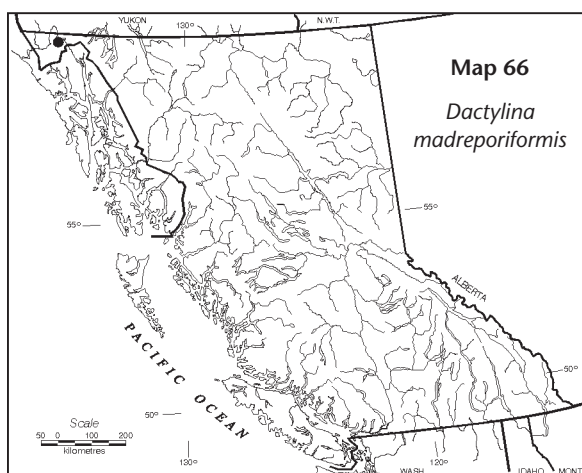 YUKON
130°
N.W.T.
Map 66
Dactylina
madreporiformis
55°
55°
ALBERTA
PACIFIC OCEAN
50°
50°
Scale
50 0 100 200
kilometres
130°
120°
WASH
IDAHO
MONT